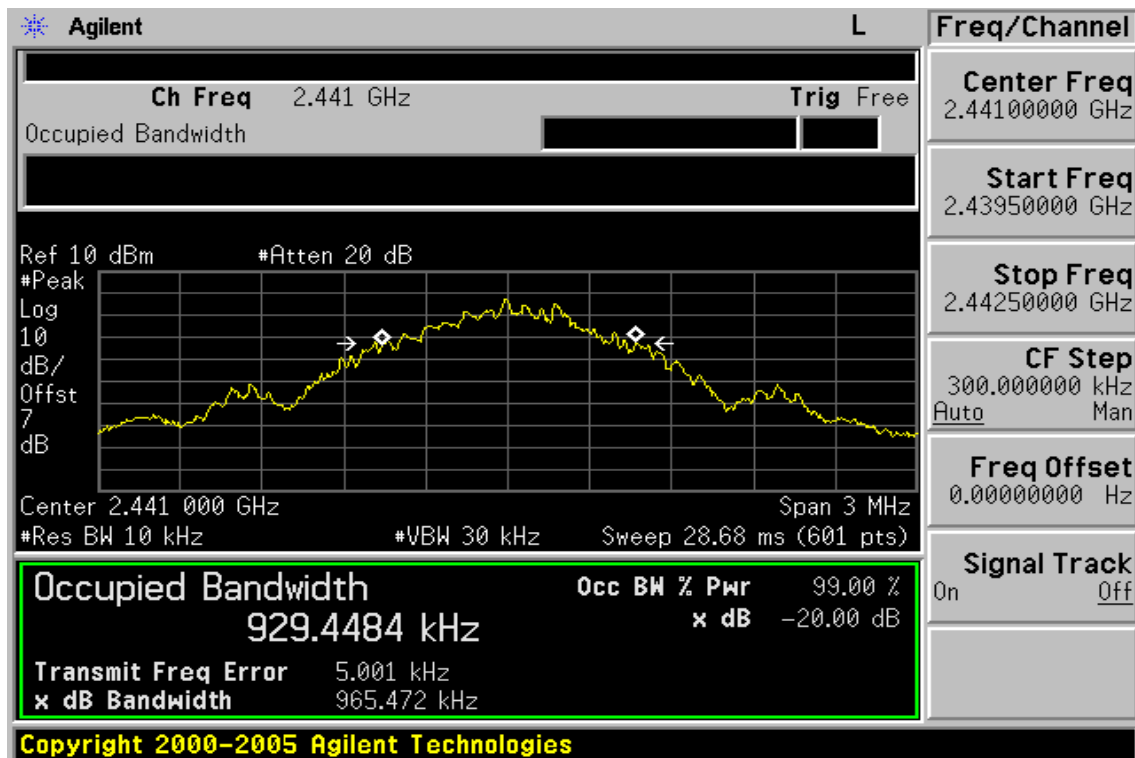 Agilent L
Freq/Channel
Ch Freq 2.441 GHz Trig Free
Occupied Bandwidth
Center Freq
2.44100000 GHz
Start Freq
2.43950000 GHz
Stop Freq
2.44250000 GHz
CF Step
300.000000 kHz
Auto Man
Freq Offset
0.00000000 Hz
Signal Track
On Off
Ref 10 dBm #Atten 20 dB
#Peak
Log
10
dB/
Offst
7
dB
Center 2.441 000 GHz Span 3 MHz
#Res BW 10 kHz #VBW 30 kHz Sweep 28.68 ms (601 pts)
Occupied Bandwidth Occ BW % Pwr 99.00 %
929.4484 kHz x dB -20.00 dB
Transmit Freq Error 5.001 kHz
x dB Bandwidth 965.472 kHz
Copyright 2000-2005 Agilent Technologies